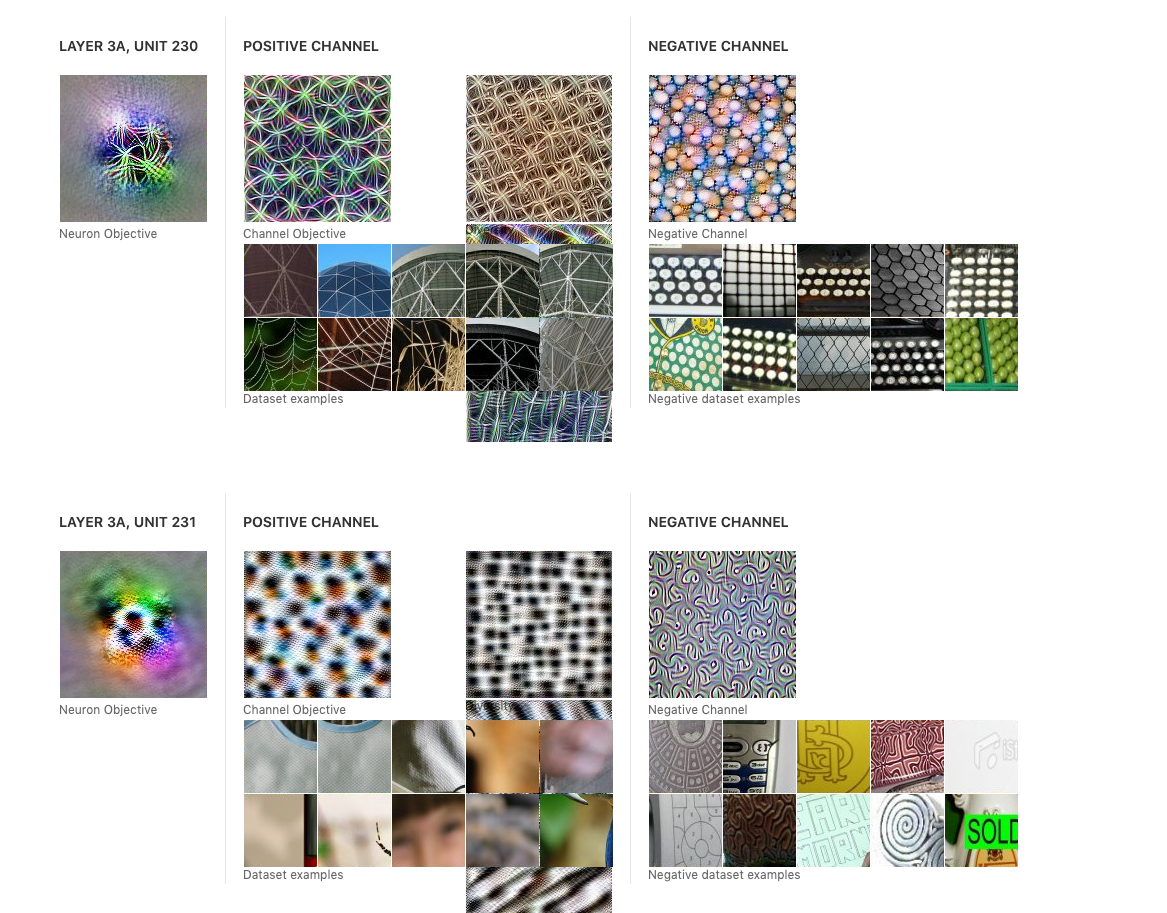 LAYER 3A, UNIT 230
POSITIVE CHANNEL
NEGATIVE CHANNEL
Neuron Objective
Channel Objective
Negative Channel
Dataset examples
Negative dataset examples
LAYER 3A, UNIT 231
POSITIVE CHANNEL
NEGATIVE CHANNEL
Neuron Objective
Channel Objective
Diversity
Negative Channel
SOLD
Dataset examples
Negative dataset examples